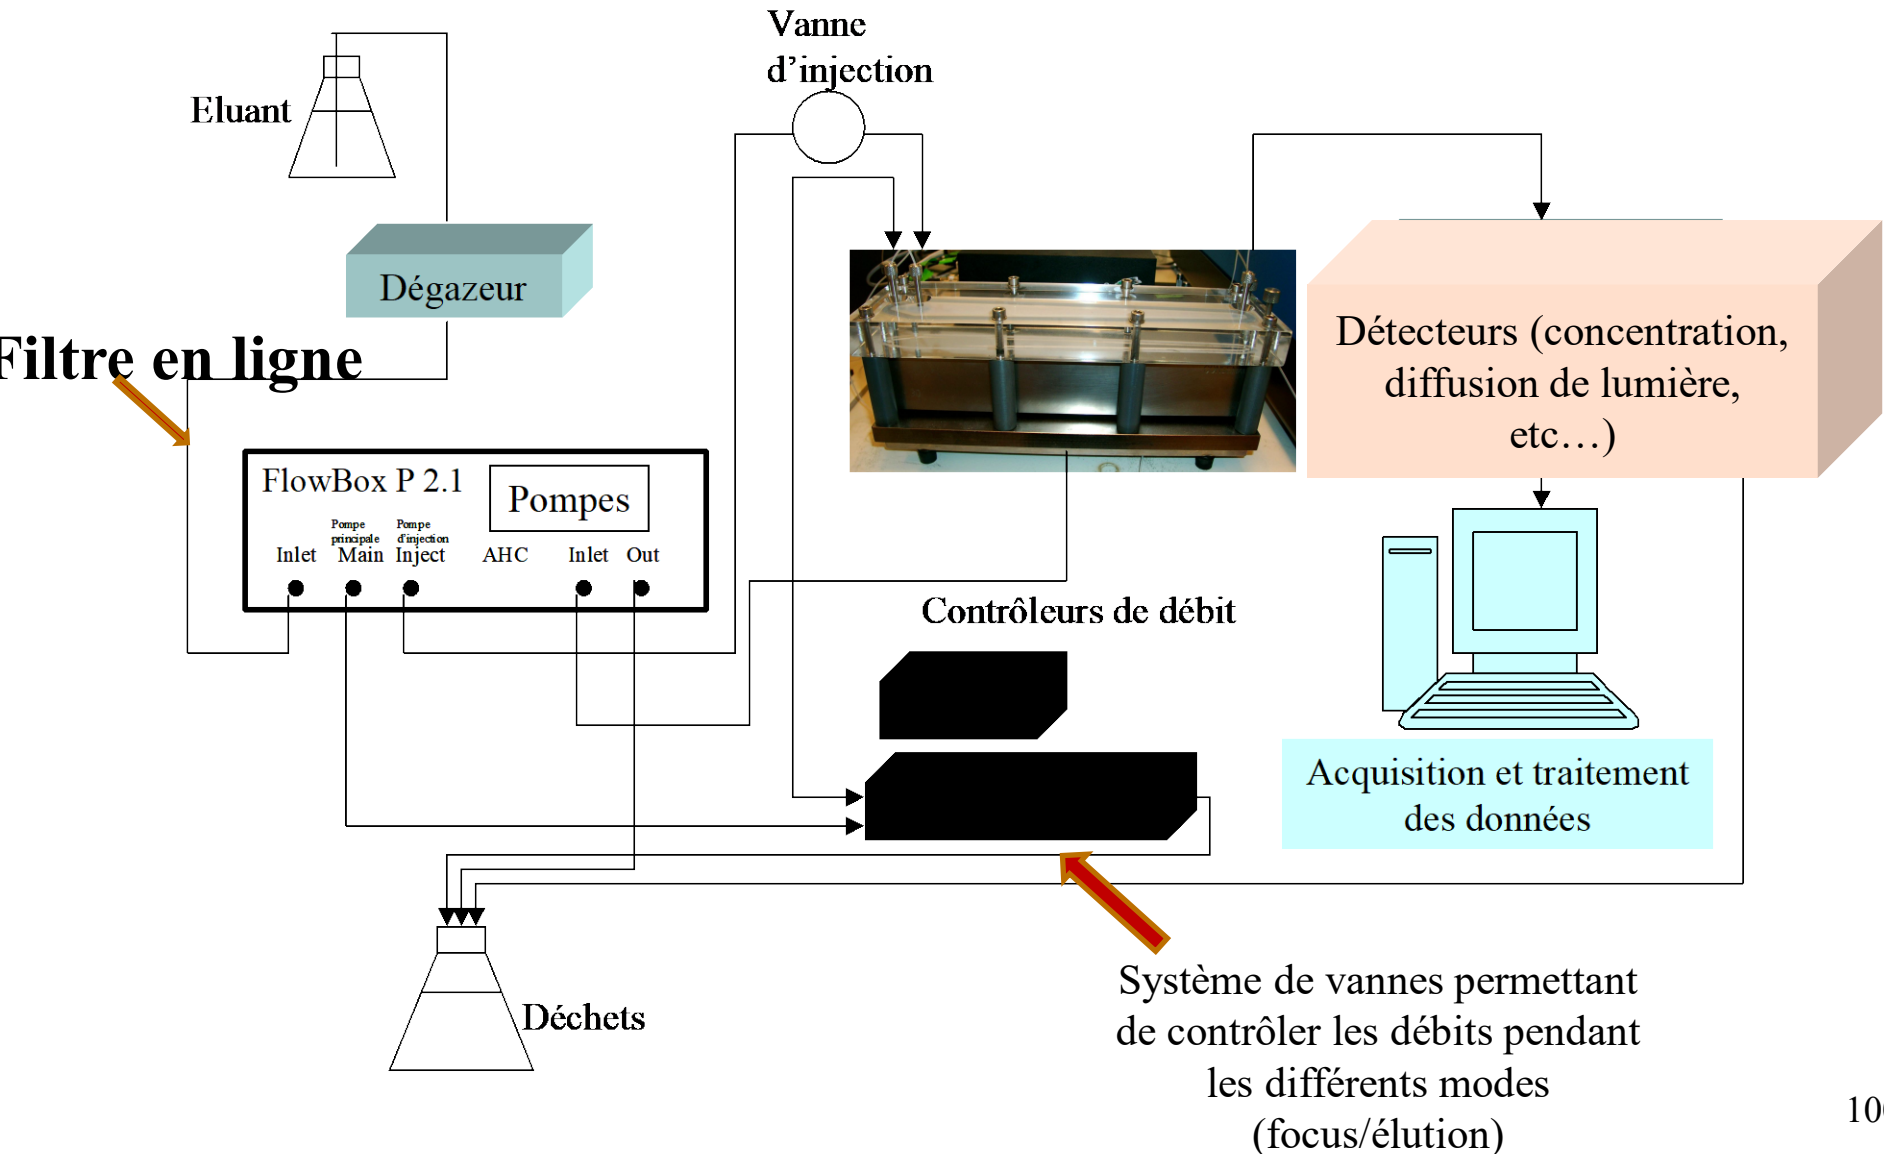 Vanne
d'injection
Eluant
Dégazeur
Filtre en ligne
Détecteurs (concentration,
diffusion de lumière,
etc…)
FlowBox P 2.1
Pompes
Pompe
principale
Pompe
d'injection
Inlet Main Inject AHC Inlet Out
Contrôleurs de débit
Acquisition et traitement
des données
Déchets
Système de vannes permettant
de contrôler les débits pendant
les différents modes
(focus/élution)